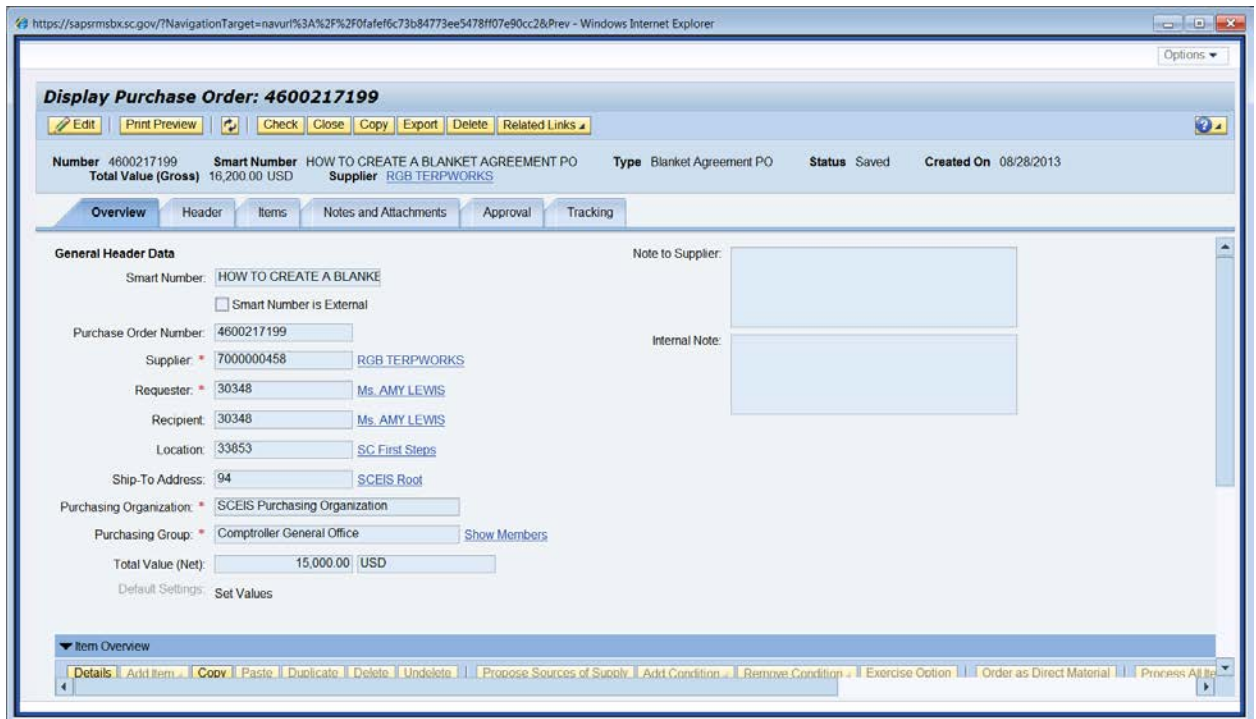 https://sapsrmsbx.sc.gov/?NavigationTarget=navurl%3A%2F%2F0fafef6c73b84773ee5478ff07e90cc2&Prev - Windows Internet Explorer
Options
Display Purchase Order: 4600217199
Edit Print Preview Check Close Copy Export Delete Related Links
Number 4600217199 Smart Number HOW TO CREATE A BLANKET AGREEMENT PO Type Blanket Agreement PO Status Saved Created On 08/28/2013
Total Value (Gross) 16,200.00 USD Supplier RGB TERPWORKS
Overview Header Items Notes and Attachments Approval Tracking
General Header Data
Note to Supplier:
Smart Number: HOW TO CREATE A BLANKE
Smart Number is External
Purchase Order Number: 4600217199
Internal Note:
Supplier: * 7000000458 RGB TERPWORKS
Requester: * 30348 Ms. AMY LEWIS
Recipient: 30348 Ms. AMY LEWIS
Location: 33853 SC First Steps
Ship-To Address: 94 SCEIS Root
Purchasing Organization: * SCEIS Purchasing Organization
Purchasing Group: * Comptroller General Office Show Members
Total Value (Net): 15,000.00 USD
Default Settings: Set Values
Item Overview
Details Add Item Copy Paste Duplicate Delete Undelete Propose Sources of Supply Add Condition Remove Condition Exercise Option Order as Direct Material Process All Ite